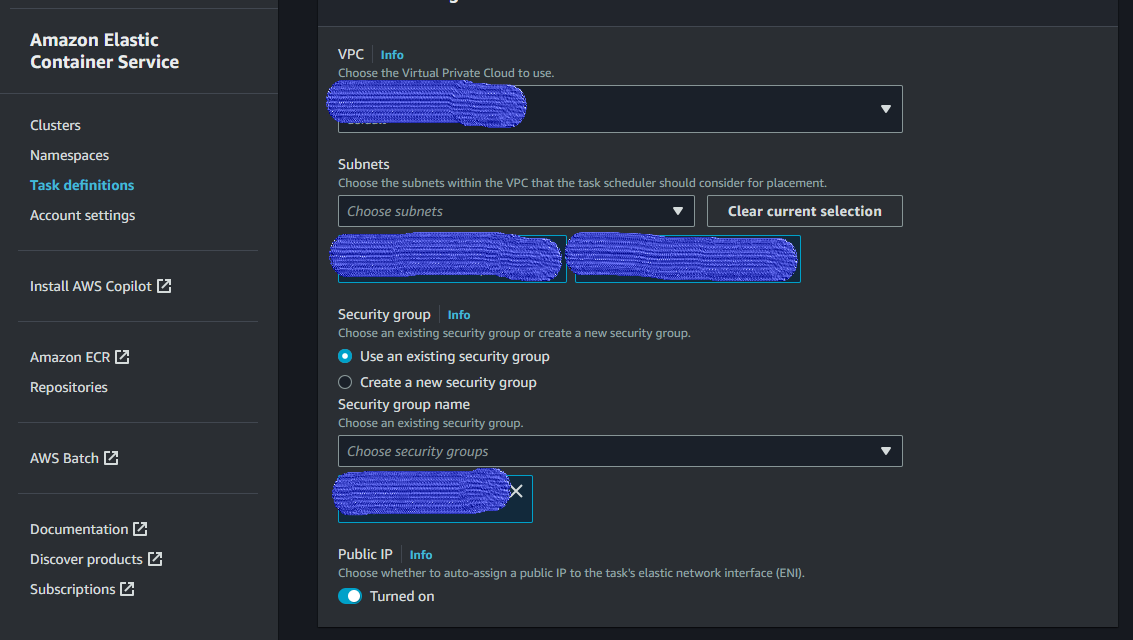 Amazon Elastic
Container Service
Clusters
Namespaces
Task definitions
Account settings
Install AWS Copilot
Amazon ECR
Repositories
AWS Batch
Documentation
Discover products
Subscriptions
VPC Info
Choose the Virtual Private Cloud to use.
Subnets
Choose the subnets within the VPC that the task scheduler should consider for placement.
Choose subnets
Clear current selection
Security group Info
Choose an existing security group or create a new security group.
Use an existing security group
Create a new security group
Security group name
Choose an existing security group.
Choose security groups
Public IP Info
Choose whether to auto-assign a public IP to the task's elastic network interface (ENI).
Turned on